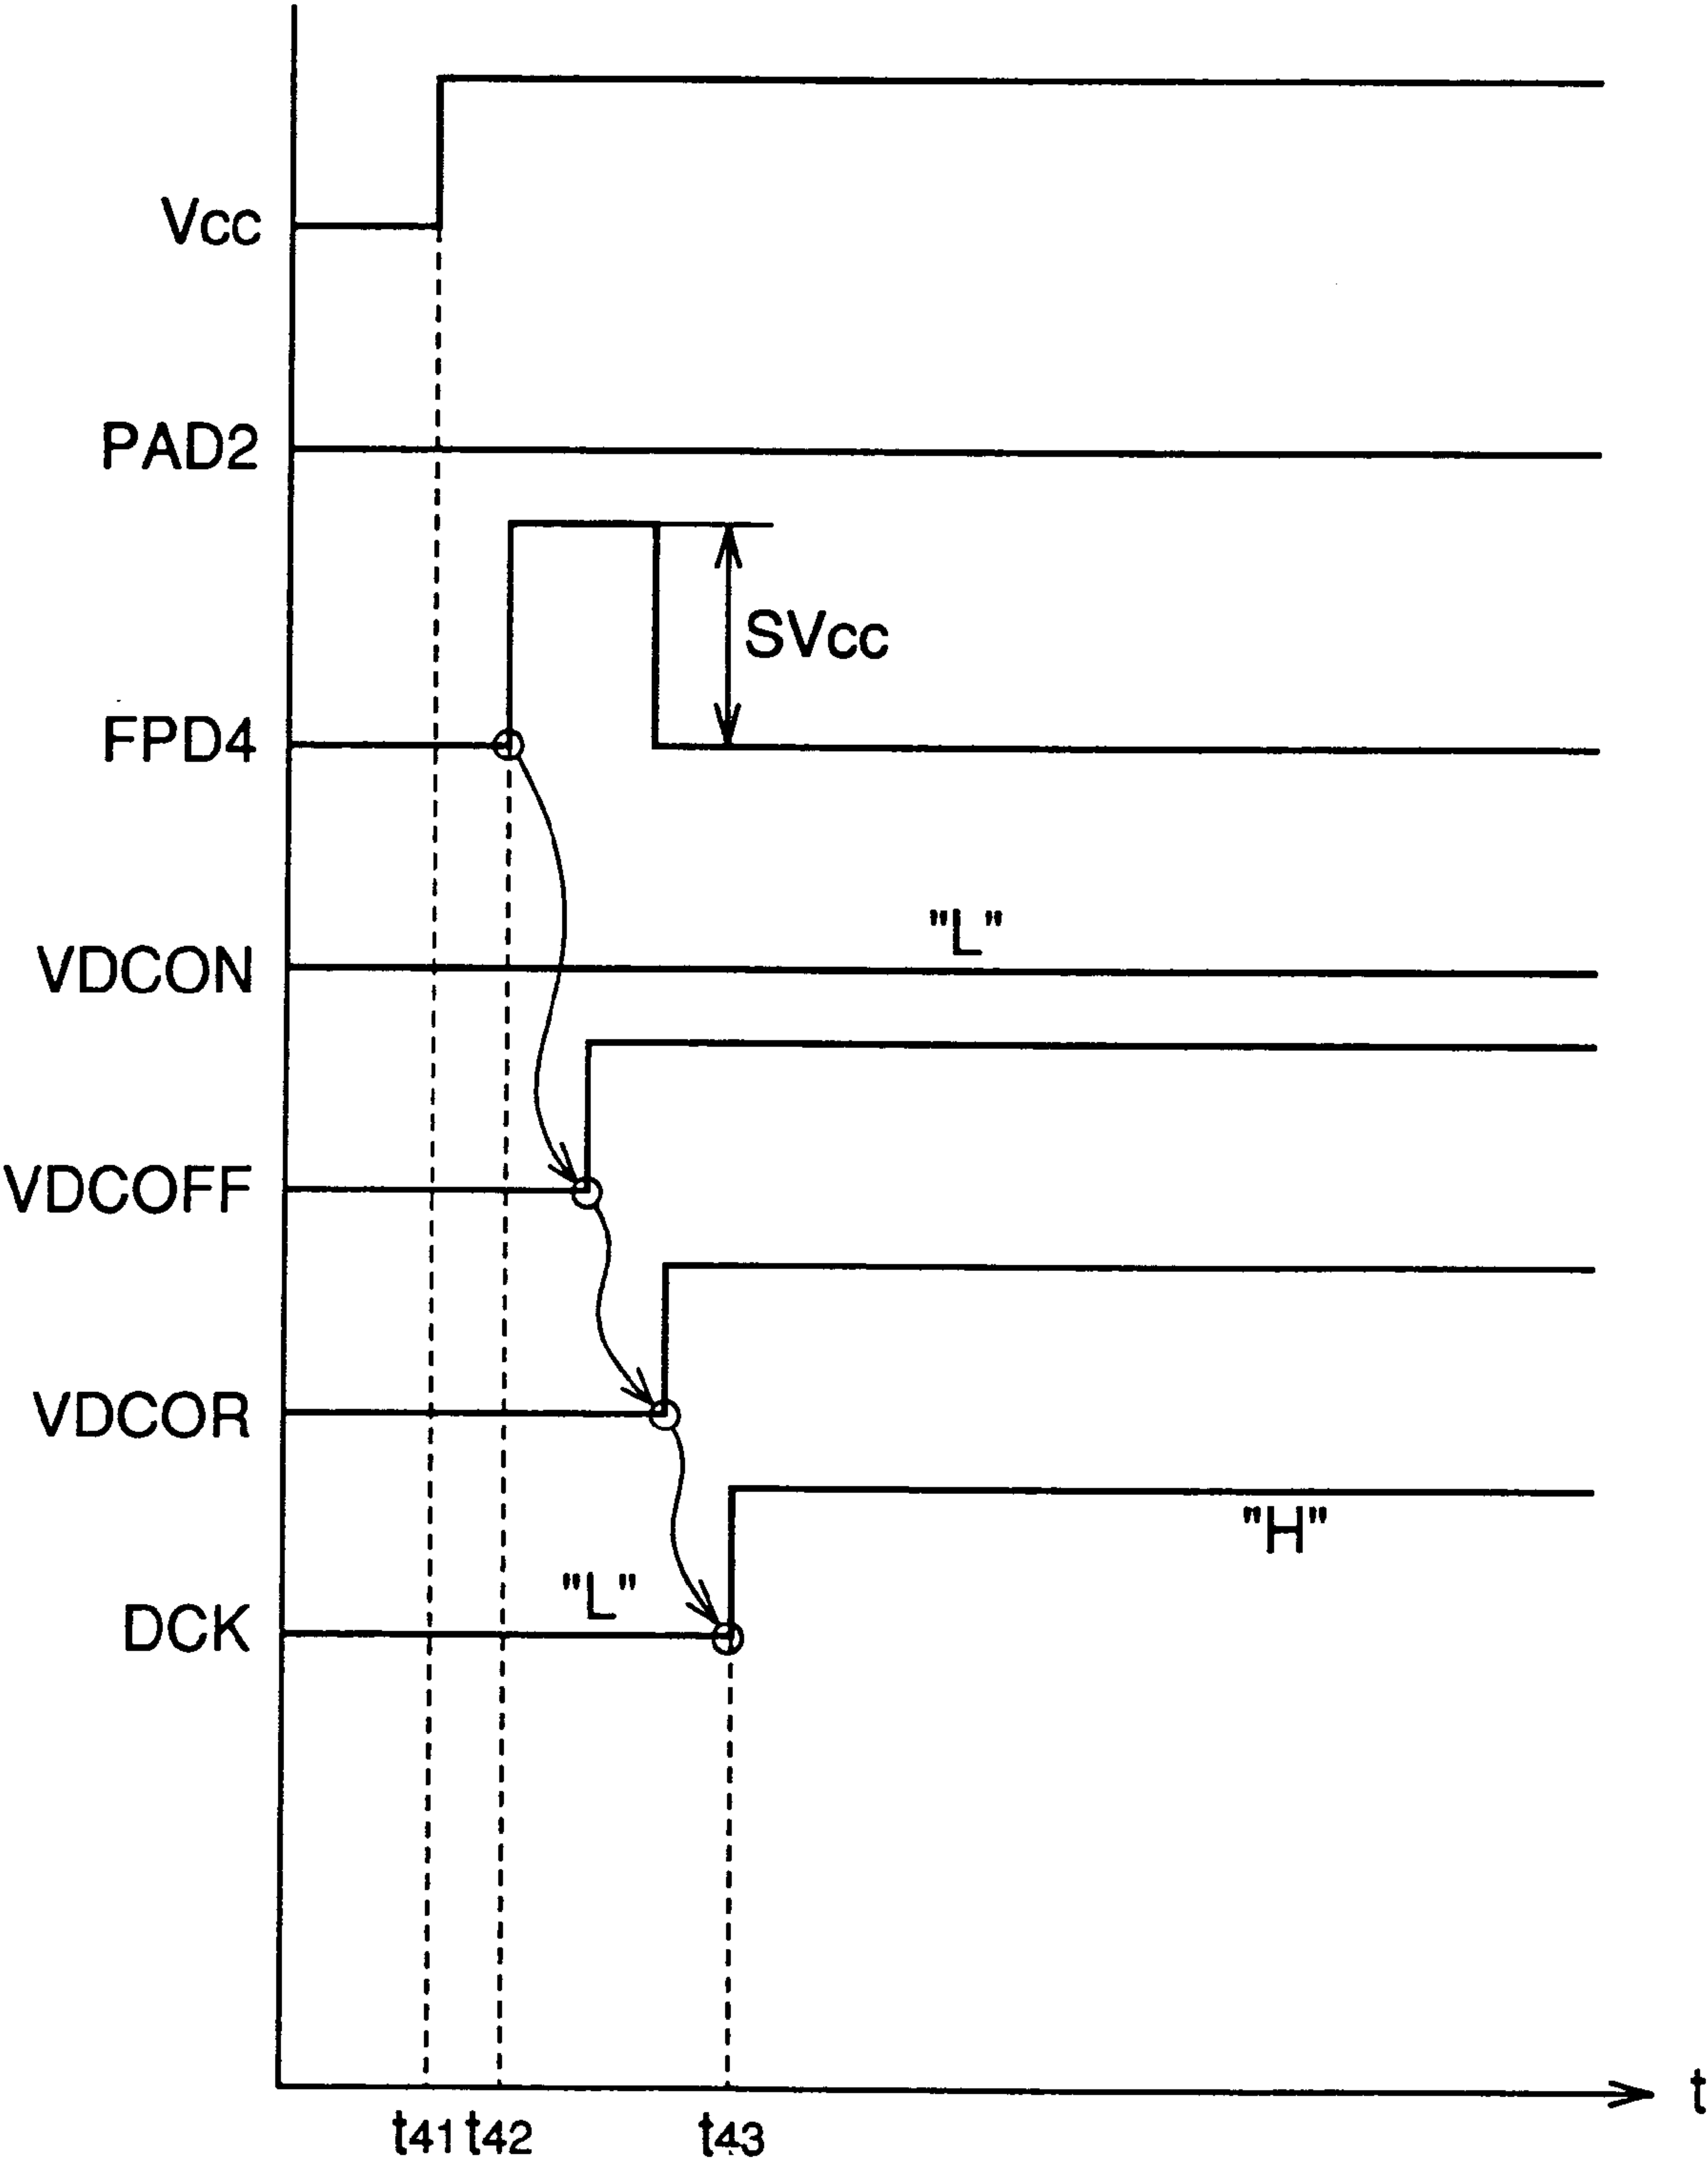 Vcc
PAD2
SVcc
FPD4
"L"
VDCON
VDCOFF
VDCOR
"H"
"L"
DCK
t
t41 t42 t43